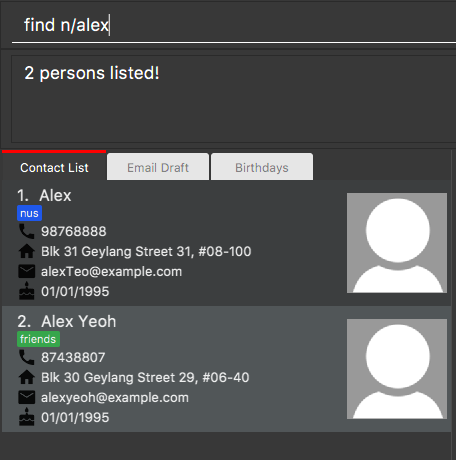 find n/alex
2 persons listed!
Contact List Email Draft Birthdays
1. Alex
nus
98768888
Blk 31 Geylang Street 31, #08-100
alexTeo@example.com
01/01/1995
2. Alex Yeoh
friends
87438807
Blk 30 Geylang Street 29, #06-40
alexyeoh@example.com
01/01/1995